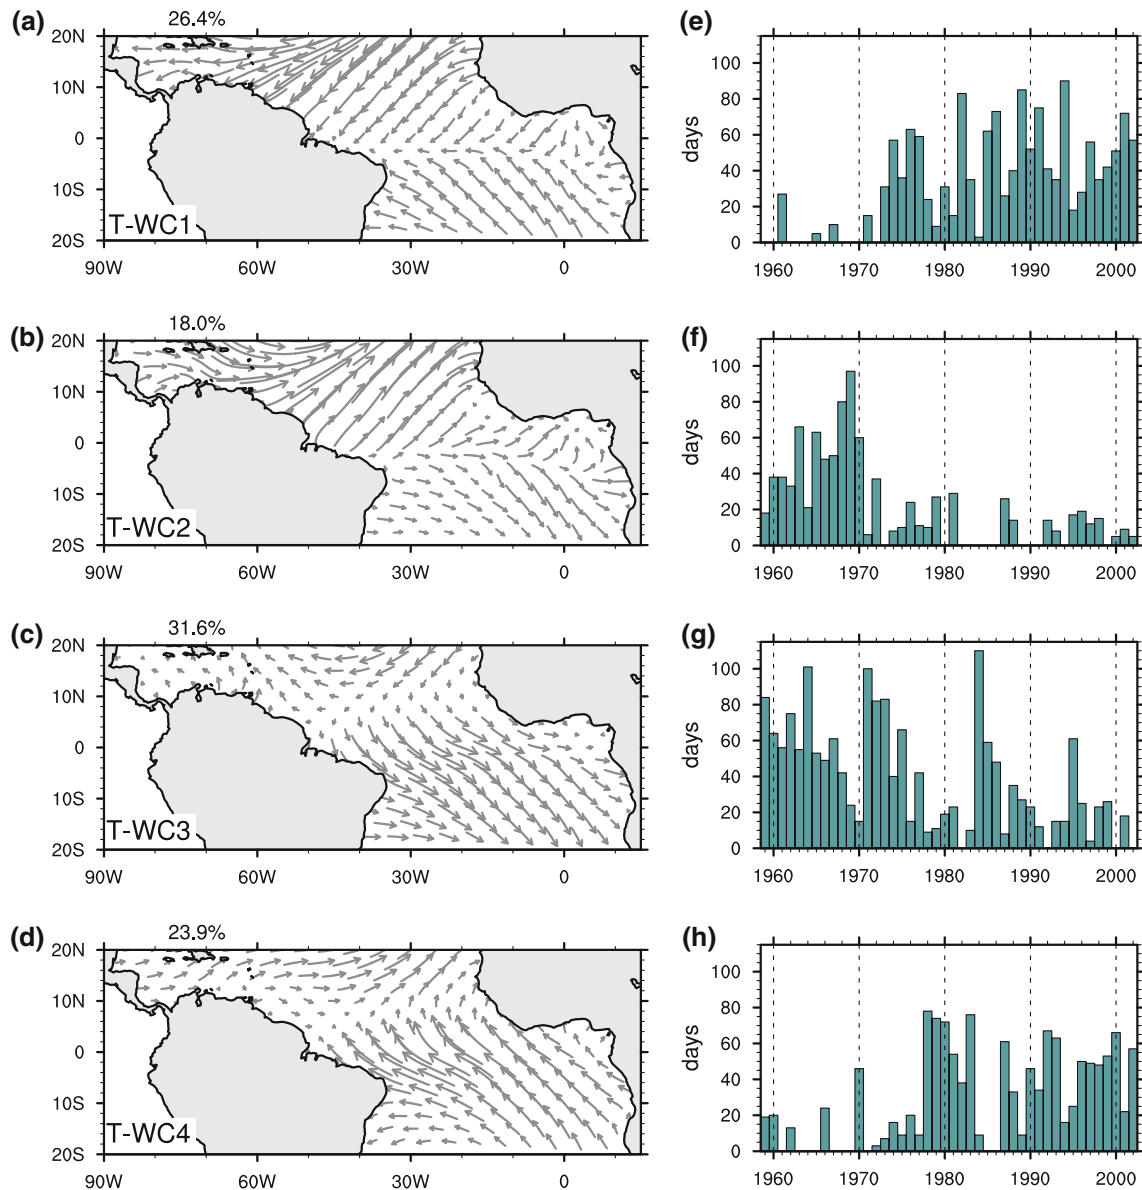 (a)
26.4%
20N
10N
0
10S
20S
T-WC1
90W 60W 30W 0
(e)
days
100
80
60
40
20
0
1960 1970 1980 1990 2000
(b)
18.0%
20N
10N
0
10S
20S
T-WC2
90W 60W 30W 0
(f)
days
100
80
60
40
20
0
1960 1970 1980 1990 2000
(c)
31.6%
20N
10N
0
10S
20S
T-WC3
90W 60W 30W 0
(g)
days
100
80
60
40
20
0
1960 1970 1980 1990 2000
(d)
23.9%
20N
10N
0
10S
20S
T-WC4
90W 60W 30W 0
(h)
days
100
80
60
40
20
0
1960 1970 1980 1990 2000